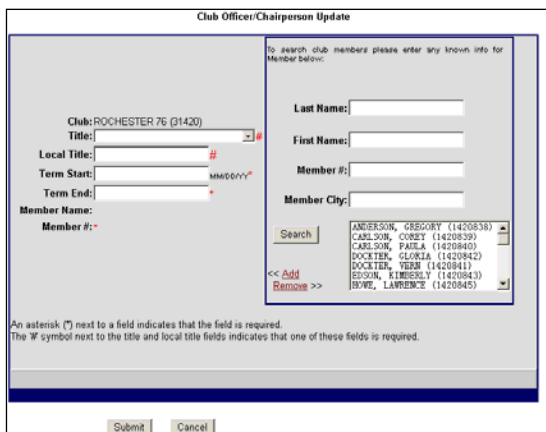 Club Officer/Chairperson Update
Club: ROCHESTER 76 (31420)
Title: #
Local Title: #
Term Start: MM/DD/YY*
Term End: *
Member Name:
Member #: *
To search club members please enter any known info for
Member below:
Last Name:
First Name:
Member #:
Member City:
Search
ANDERSON, GREGORY (1420838)
CARLSON, COREY (1420839)
CARLSON, PAULA (1420840)
DOCKTER, GLORIA (1420842)
DOCKTER, VERN (1420841)
EDSON, KIMBERLY (1420843)
HOWE, LAWRENCE (1420845)
<< Add
Remove >>
An asterisk (*) next to a field indicates that the field is required.
The '#' symbol next to the title and local title fields indicates that one of these fields is required.
Submit Cancel